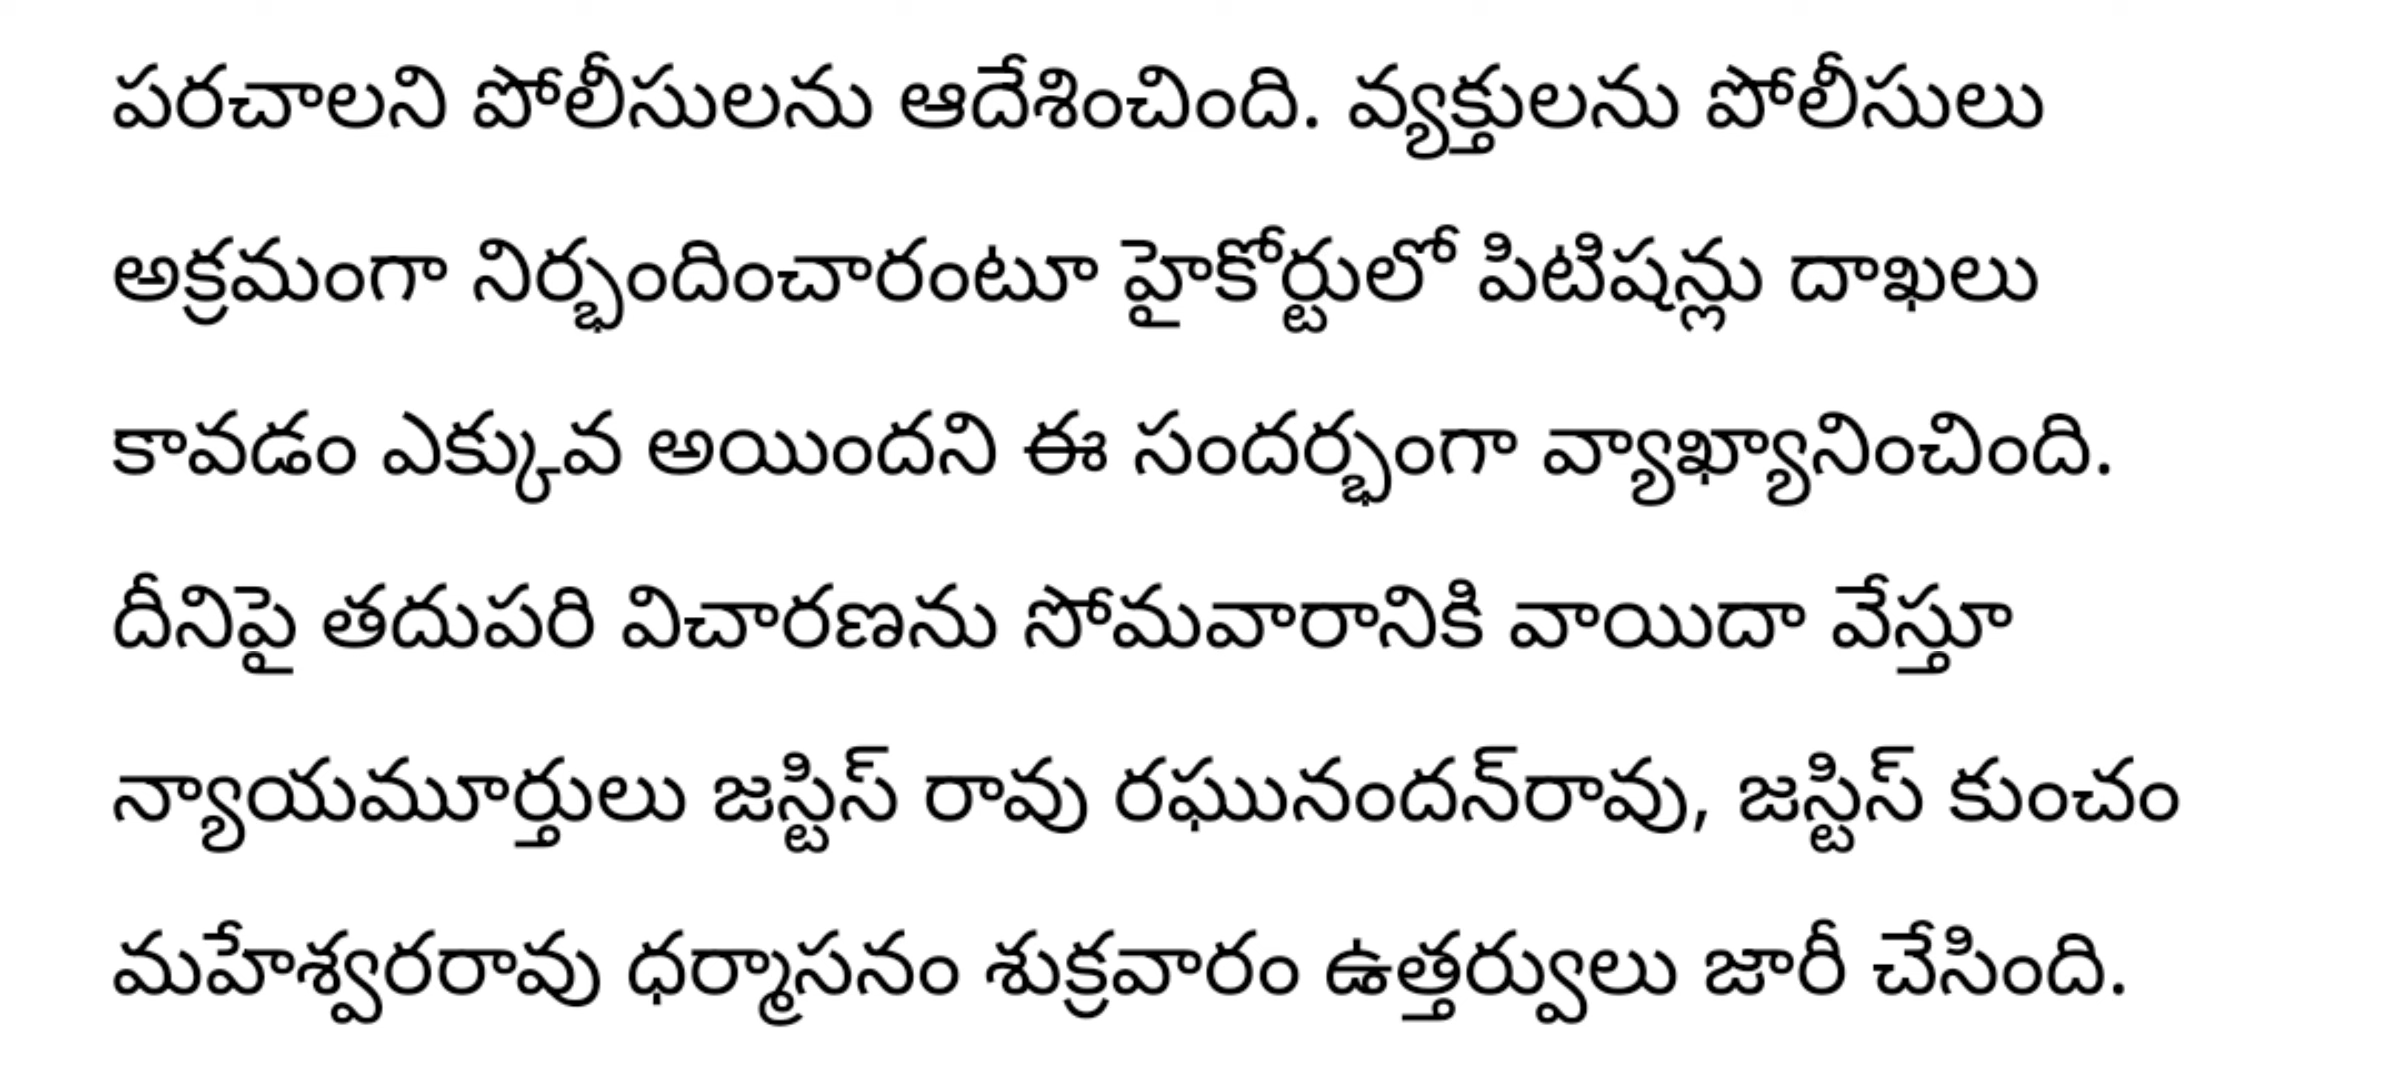 పరచాలని పోలీసులను ఆదేశించింది. వ్యక్తులను పోలీసులు
అక్రమంగా నిర్బందించారంటూ హైకోర్టులో పిటిషన్లు దాఖలు
కావడం ఎక్కువ అయిందని ఈ సందర్భంగా వ్యాఖ్యానించింది.
దీనిపై తదుపరి విచారణను సోమవారానికి వాయిదా వేస్తూ
న్యాయమూర్తులు జస్టిస్ రావు రఘునందన్‌రావు, జస్టిస్ కుంచం
మహేశ్వరరావు ధర్మాసనం శుక్రవారం ఉత్తర్వులు జారీ చేసింది.